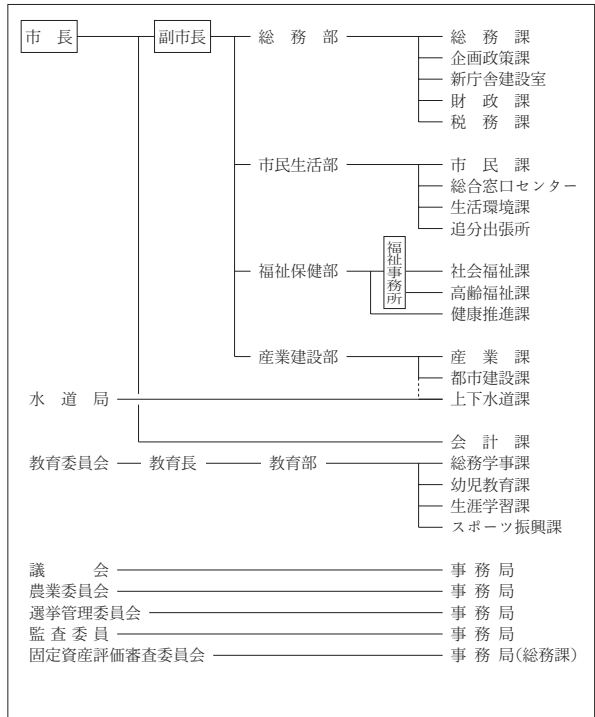 市長 副市長 総務部 総務課
企画政策課
新庁舎建設室
財政課
税務課
市民生活部 市民課
総合窓口センター
生活環境課
追分出張所
福祉保健部 福祉事務所 社会福祉課
高齢福祉課
健康推進課
産業建設部 産業課
都市建設課
水道局 上下水道課
会計課
教育委員会 教育長 教育部 総務学事課
幼児教育課
生涯学習課
スポーツ振興課
議会 事務局
農業委員会 事務局
選挙管理委員会 事務局
監査委員 事務局
固定資産評価審査委員会 事務局(総務課)